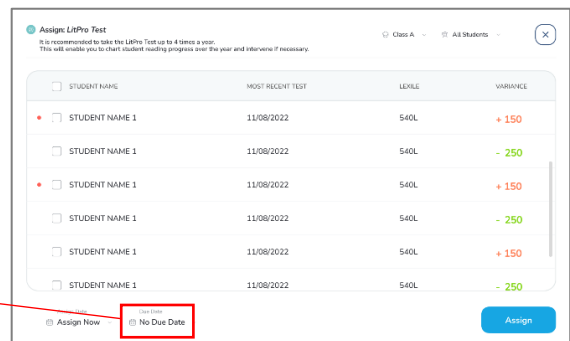 Assign: LitPro Test
It is recommended to take the LitPro Test up to 4 times a year.
This will enable you to chart student reading progress over the year and intervene if necessary.
Class A
All Students
STUDENT NAME MOST RECENT TEST LEXILE VARIANCE
STUDENT NAME 1 11/08/2022 540L + 150
STUDENT NAME 1 11/08/2022 540L - 250
STUDENT NAME 1 11/08/2022 540L + 150
STUDENT NAME 1 11/08/2022 540L - 250
STUDENT NAME 1 11/08/2022 540L + 150
STUDENT NAME 1 11/08/2022 540L - 250
Due Date
Assign Now No Due Date
Assign